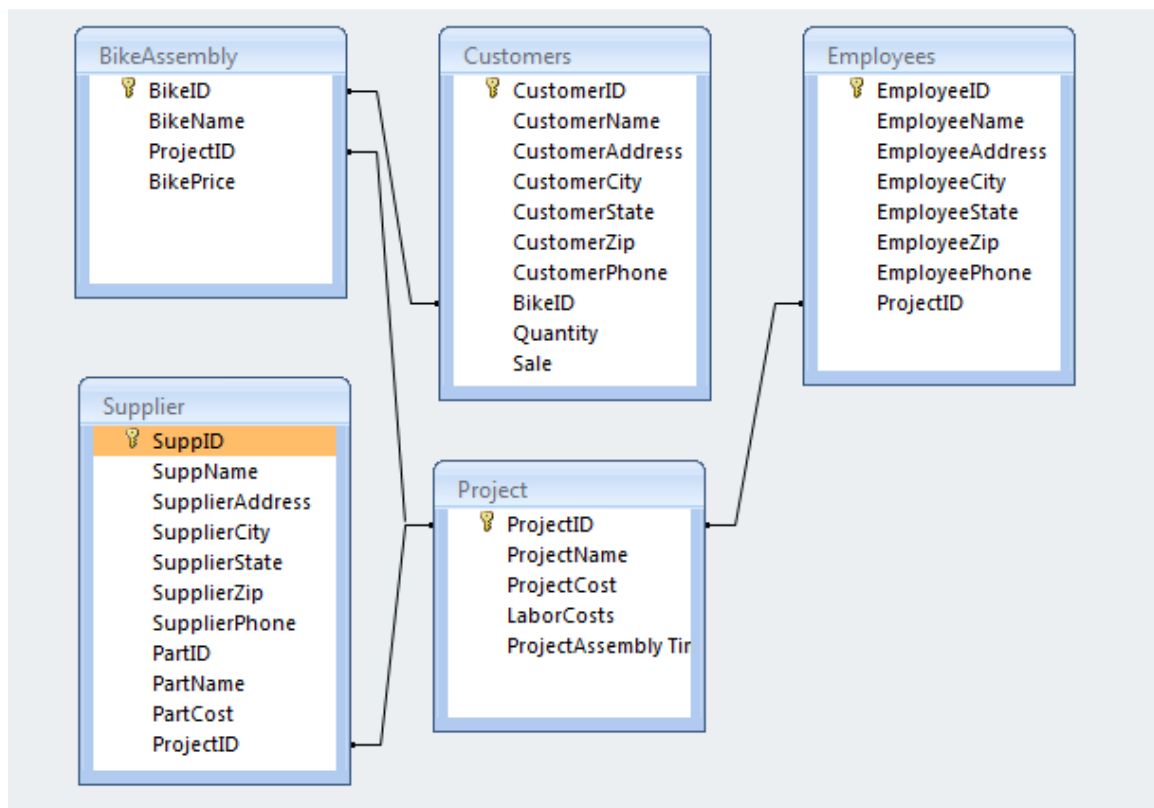 BikeAssembly
BikeID
BikeName
ProjectID
BikePrice
Customers
CustomerID
CustomerName
CustomerAddress
CustomerCity
CustomerState
CustomerZip
CustomerPhone
BikeID
Quantity
Sale
Employees
EmployeeID
EmployeeName
EmployeeAddress
EmployeeCity
EmployeeState
EmployeeZip
EmployeePhone
ProjectID
Supplier
SuppID
SuppName
SupplierAddress
SupplierCity
SupplierState
SupplierZip
SupplierPhone
PartID
PartName
PartCost
ProjectID
Project
ProjectID
ProjectName
ProjectCost
LaborCosts
ProjectAssembly